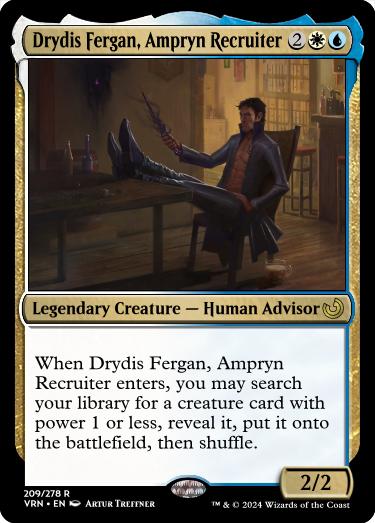 Drydis Fergan, Ampryn Recruiter 2
Legendary Creature — Human Advisor
When Drydis Fergan, Ampryn
Recruiter enters, you may search
your library for a creature card with
power 1 or less, reveal it, put it onto
the battlefield, then shuffle.
2/2
209/278 R
VRN • EN Artur Treffner
™ & © 2024 Wizards of the Coast